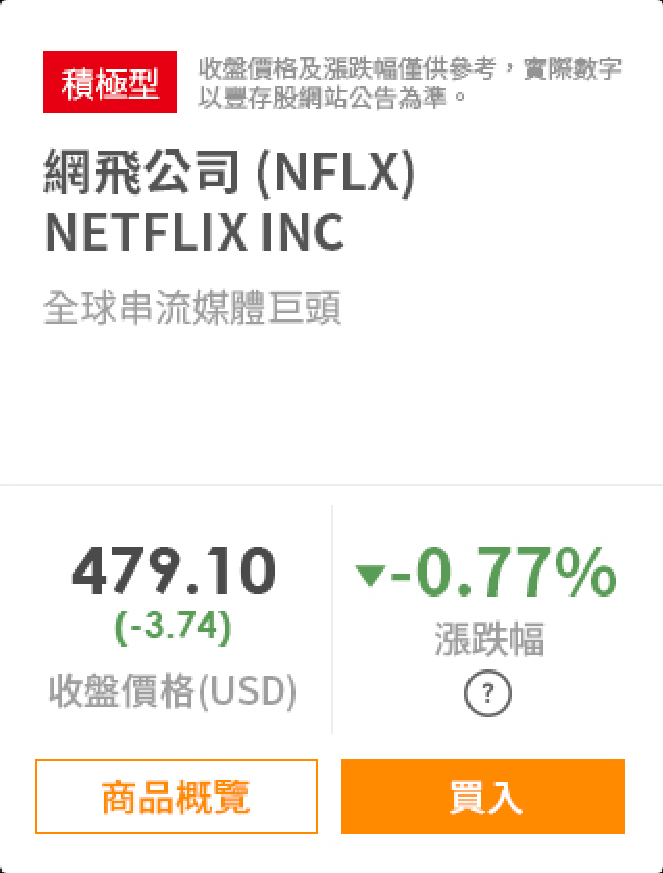 積極型
收盤價格及漲跌幅僅供參考，實際數字
以豐存股網站公告為準。
網飛公司 (NFLX)
NETFLIX INC
全球串流媒體巨頭
479.10
(-3.74)
收盤價格(USD)
▼-0.77%
漲跌幅
?
商品概覽
買入